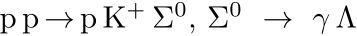 p p → p K⁺ Σ⁰, Σ⁰ → γ Λ